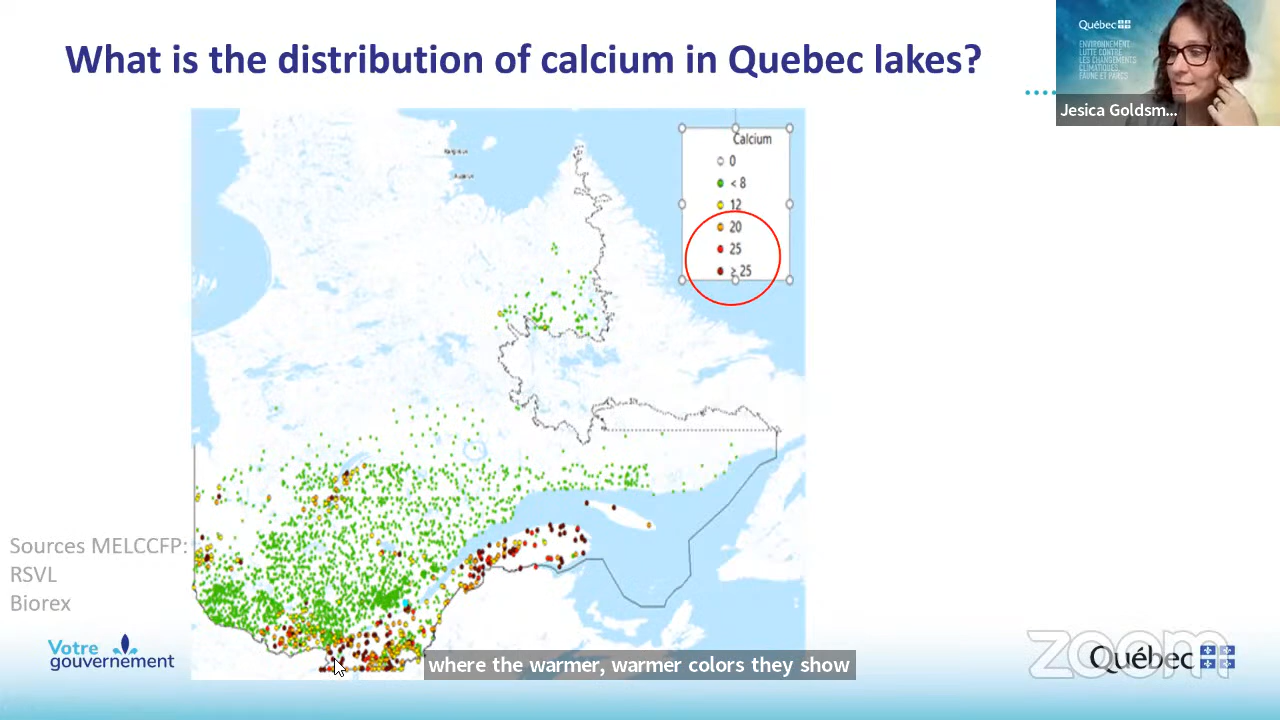 What is the distribution of calcium in Quebec lakes?
Québec
ENVIRONNEMENT,
LUTTE CONTRE
LES CHANGEMENTS
CLIMATIQUES,
FAUNE ET PARCS
Jesica Goldsm...
Calcium
0
< 8
12
20
25
≥ 25
Sources MELCCFP:
RSVL
Biorex
Votre
gouvernement
where the warmer, warmer colors they show
zoom
Québec